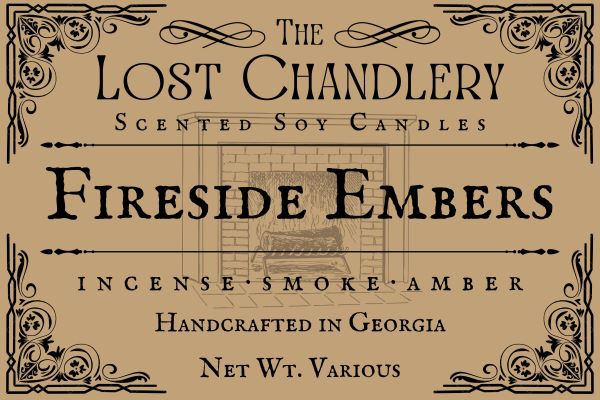 The
Lost Chandlery
Scented Soy Candles
Fireside Embers
INCENSE·SMOKE·AMBER
Handcrafted in Georgia
Net Wt. Various